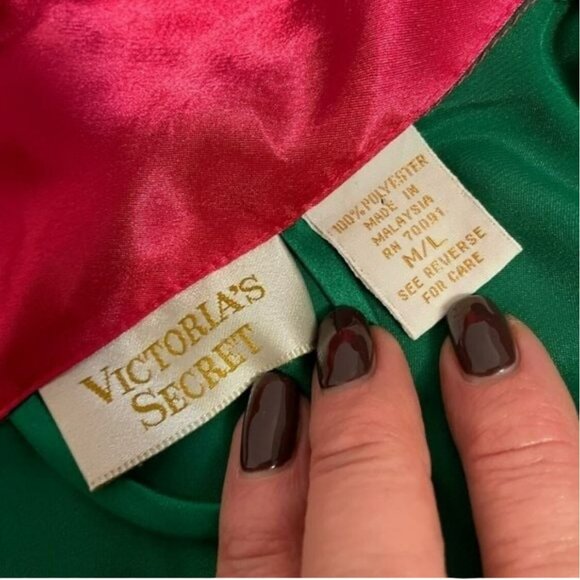 VICTORIA'S
SECRET
100% POLYESTER
MADE IN
MALAYSIA
RN 70091
M/L
SEE REVERSE
FOR CARE